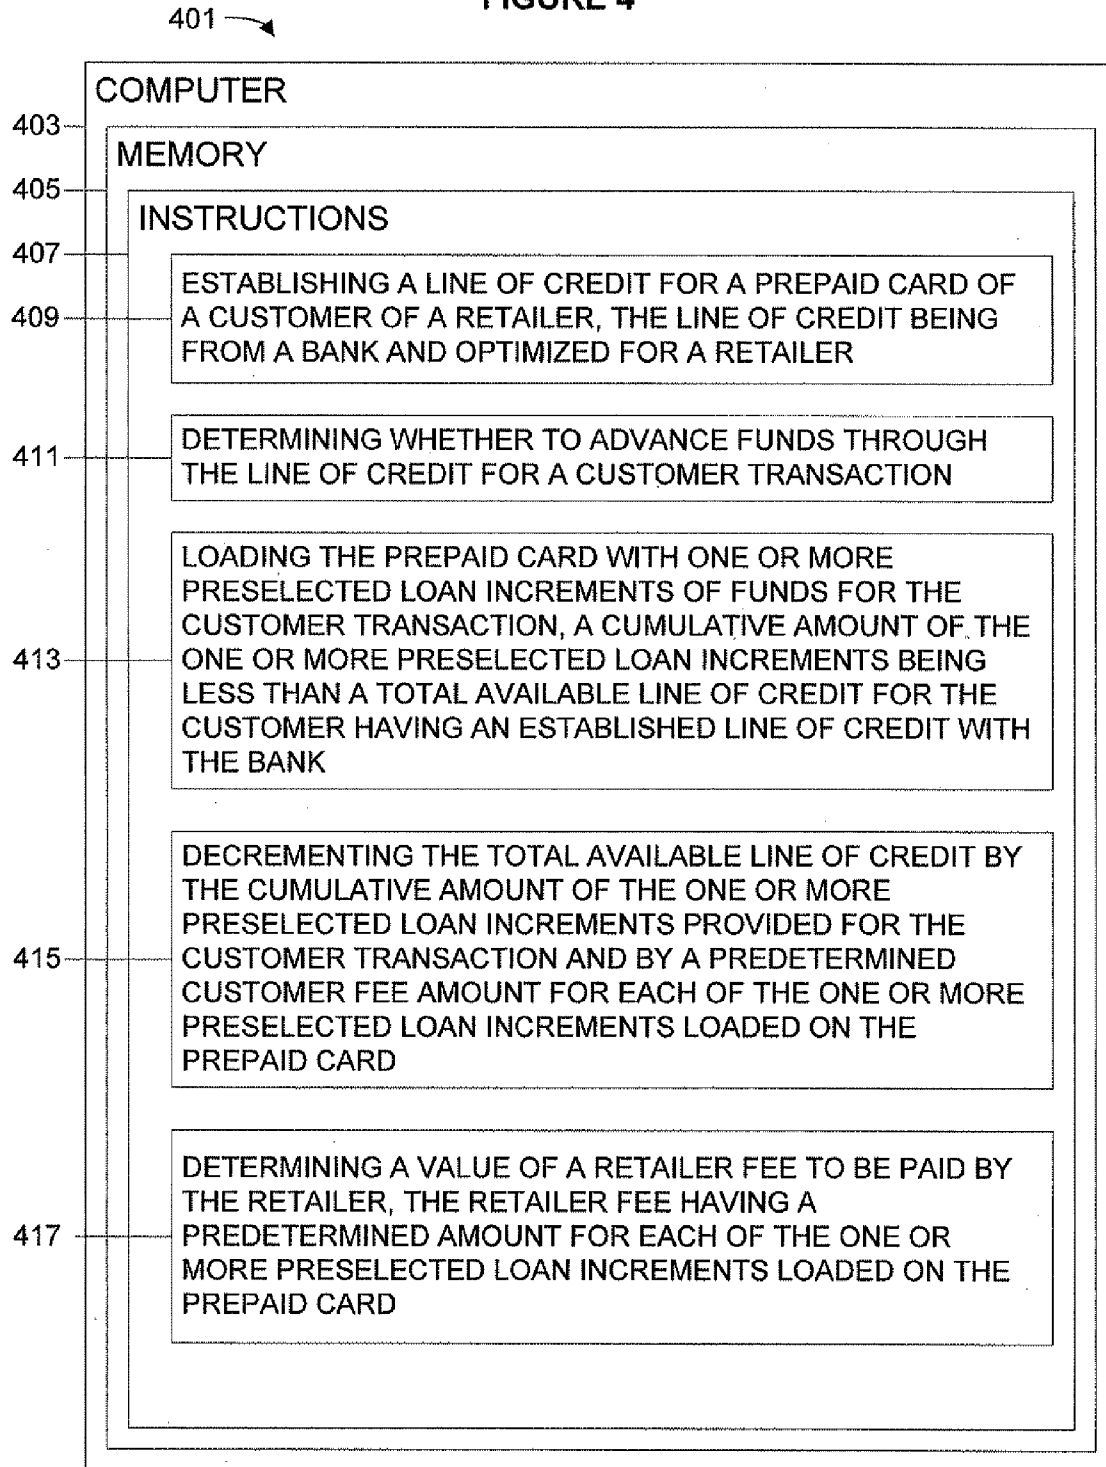 FIGURE 4
401
COMPUTER
403
MEMORY
405
INSTRUCTIONS
407
ESTABLISHING A LINE OF CREDIT FOR A PREPAID CARD OF
409
A CUSTOMER OF A RETAILER, THE LINE OF CREDIT BEING
FROM A BANK AND OPTIMIZED FOR A RETAILER
DETERMINING WHETHER TO ADVANCE FUNDS THROUGH
411
THE LINE OF CREDIT FOR A CUSTOMER TRANSACTION
LOADING THE PREPAID CARD WITH ONE OR MORE
PRESELECTED LOAN INCREMENTS OF FUNDS FOR THE
CUSTOMER TRANSACTION, A CUMULATIVE AMOUNT OF THE
413
ONE OR MORE PRESELECTED LOAN INCREMENTS BEING
LESS THAN A TOTAL AVAILABLE LINE OF CREDIT FOR THE
CUSTOMER HAVING AN ESTABLISHED LINE OF CREDIT WITH
THE BANK
DECREMENTING THE TOTAL AVAILABLE LINE OF CREDIT BY
THE CUMULATIVE AMOUNT OF THE ONE OR MORE
PRESELECTED LOAN INCREMENTS PROVIDED FOR THE
415
CUSTOMER TRANSACTION AND BY A PREDETERMINED
CUSTOMER FEE AMOUNT FOR EACH OF THE ONE OR MORE
PRESELECTED LOAN INCREMENTS LOADED ON THE
PREPAID CARD
DETERMINING A VALUE OF A RETAILER FEE TO BE PAID BY
THE RETAILER, THE RETAILER FEE HAVING A
417
PREDETERMINED AMOUNT FOR EACH OF THE ONE OR
MORE PRESELECTED LOAN INCREMENTS LOADED ON THE
PREPAID CARD